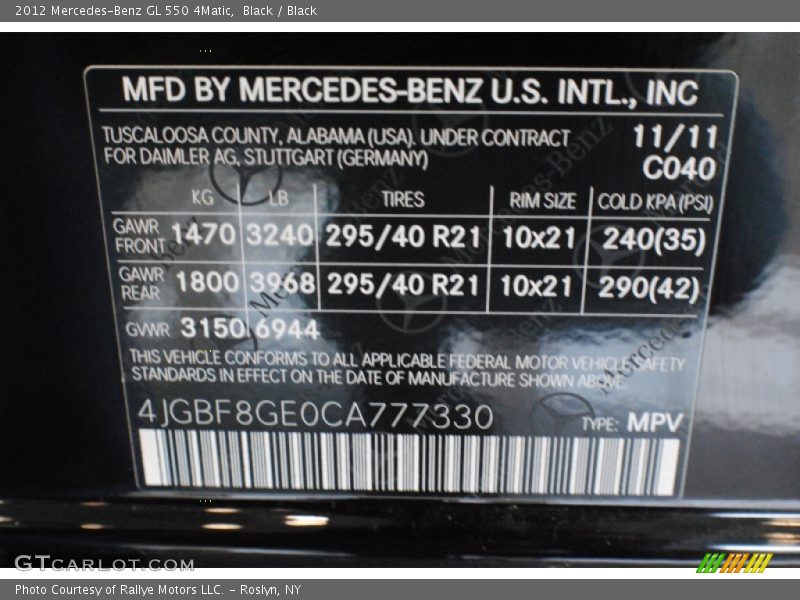 2012 Mercedes-Benz GL 550 4Matic,  Black / Black
MFD BY MERCEDES-BENZ U.S. INTL., INC
TUSCALOOSA COUNTY, ALABAMA (USA). UNDER CONTRACT 11/11
FOR DAIMLER AG, STUTTGART (GERMANY) C040
KG LB TIRES RIM SIZE COLD KPA (PSI)
GAWR FRONT 1470 3240 295/40 R21 10x21 240(35)
GAWR REAR 1800 3968 295/40 R21 10x21 290(42)
GVWR 3150 6944
THIS VEHICLE CONFORMS TO ALL APPLICABLE FEDERAL MOTOR VEHICLE SAFETY
STANDARDS IN EFFECT ON THE DATE OF MANUFACTURE SHOWN ABOVE.
4JGBF8GE0CA777330 TYPE: MPV
GTCARLOT.COM
Photo Courtesy of Rallye Motors LLC. - Roslyn, NY